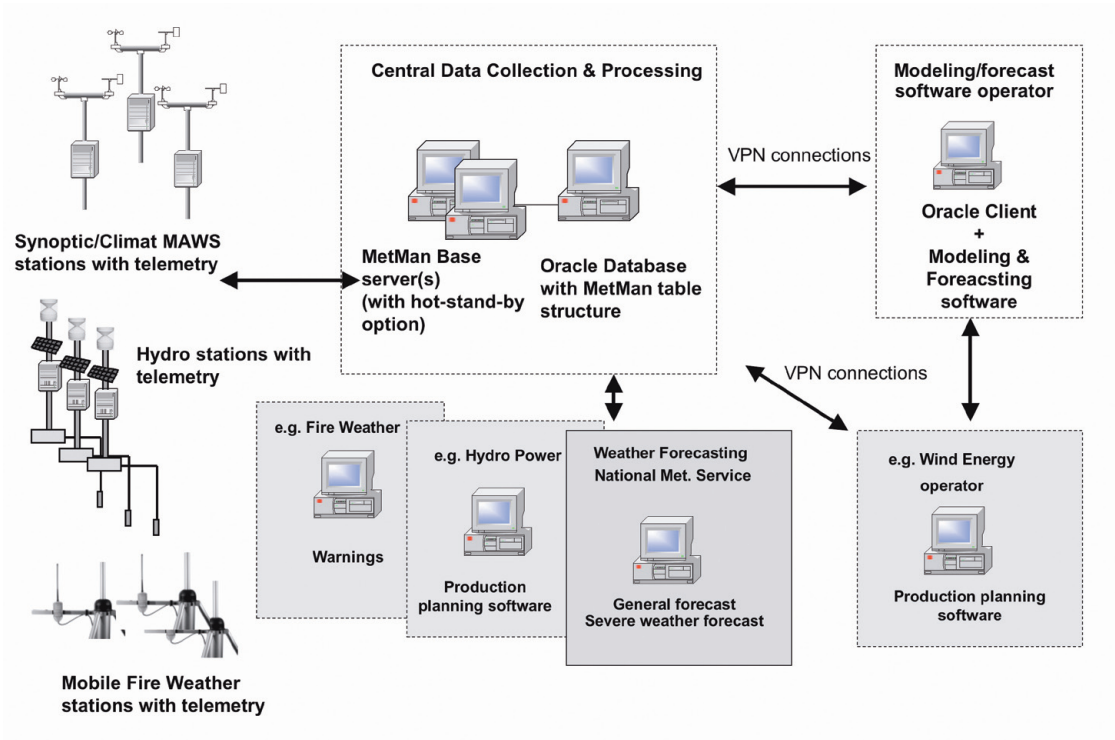 Central Data Collection & Processing
Modeling/forecast
software operator
VPN connections
Oracle Client
+
Modeling &
Foreacsting
software
Synoptic/Climat MAWS
stations with telemetry
MetMan Base
server(s)
(with hot-stand-by
option)
Oracle Database
with MetMan table
structure
Hydro stations with
telemetry
VPN connections
e.g. Fire Weather
Warnings
e.g. Hydro Power
Production
planning software
Weather Forecasting
National Met. Service
General forecast
Severe weather forecast
e.g. Wind Energy
operator
Production planning
software
Mobile Fire Weather
stations with telemetry